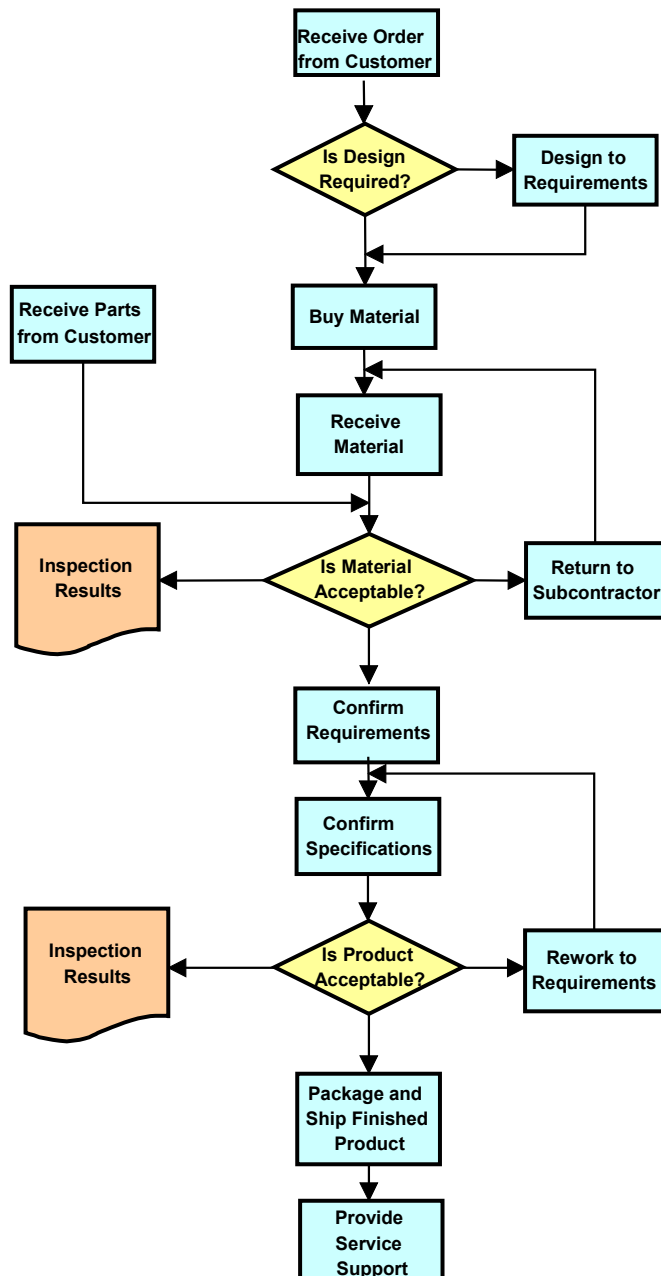 Receive Order
from Customer
Is Design
Required?
Design to
Requirements
Receive Parts
from Customer
Buy Material
Receive
Material
Inspection
Results
Is Material
Acceptable?
Return to
Subcontractor
Confirm
Requirements
Confirm
Specifications
Inspection
Results
Is Product
Acceptable?
Rework to
Requirements
Package and
Ship Finished
Product
Provide
Service
Support